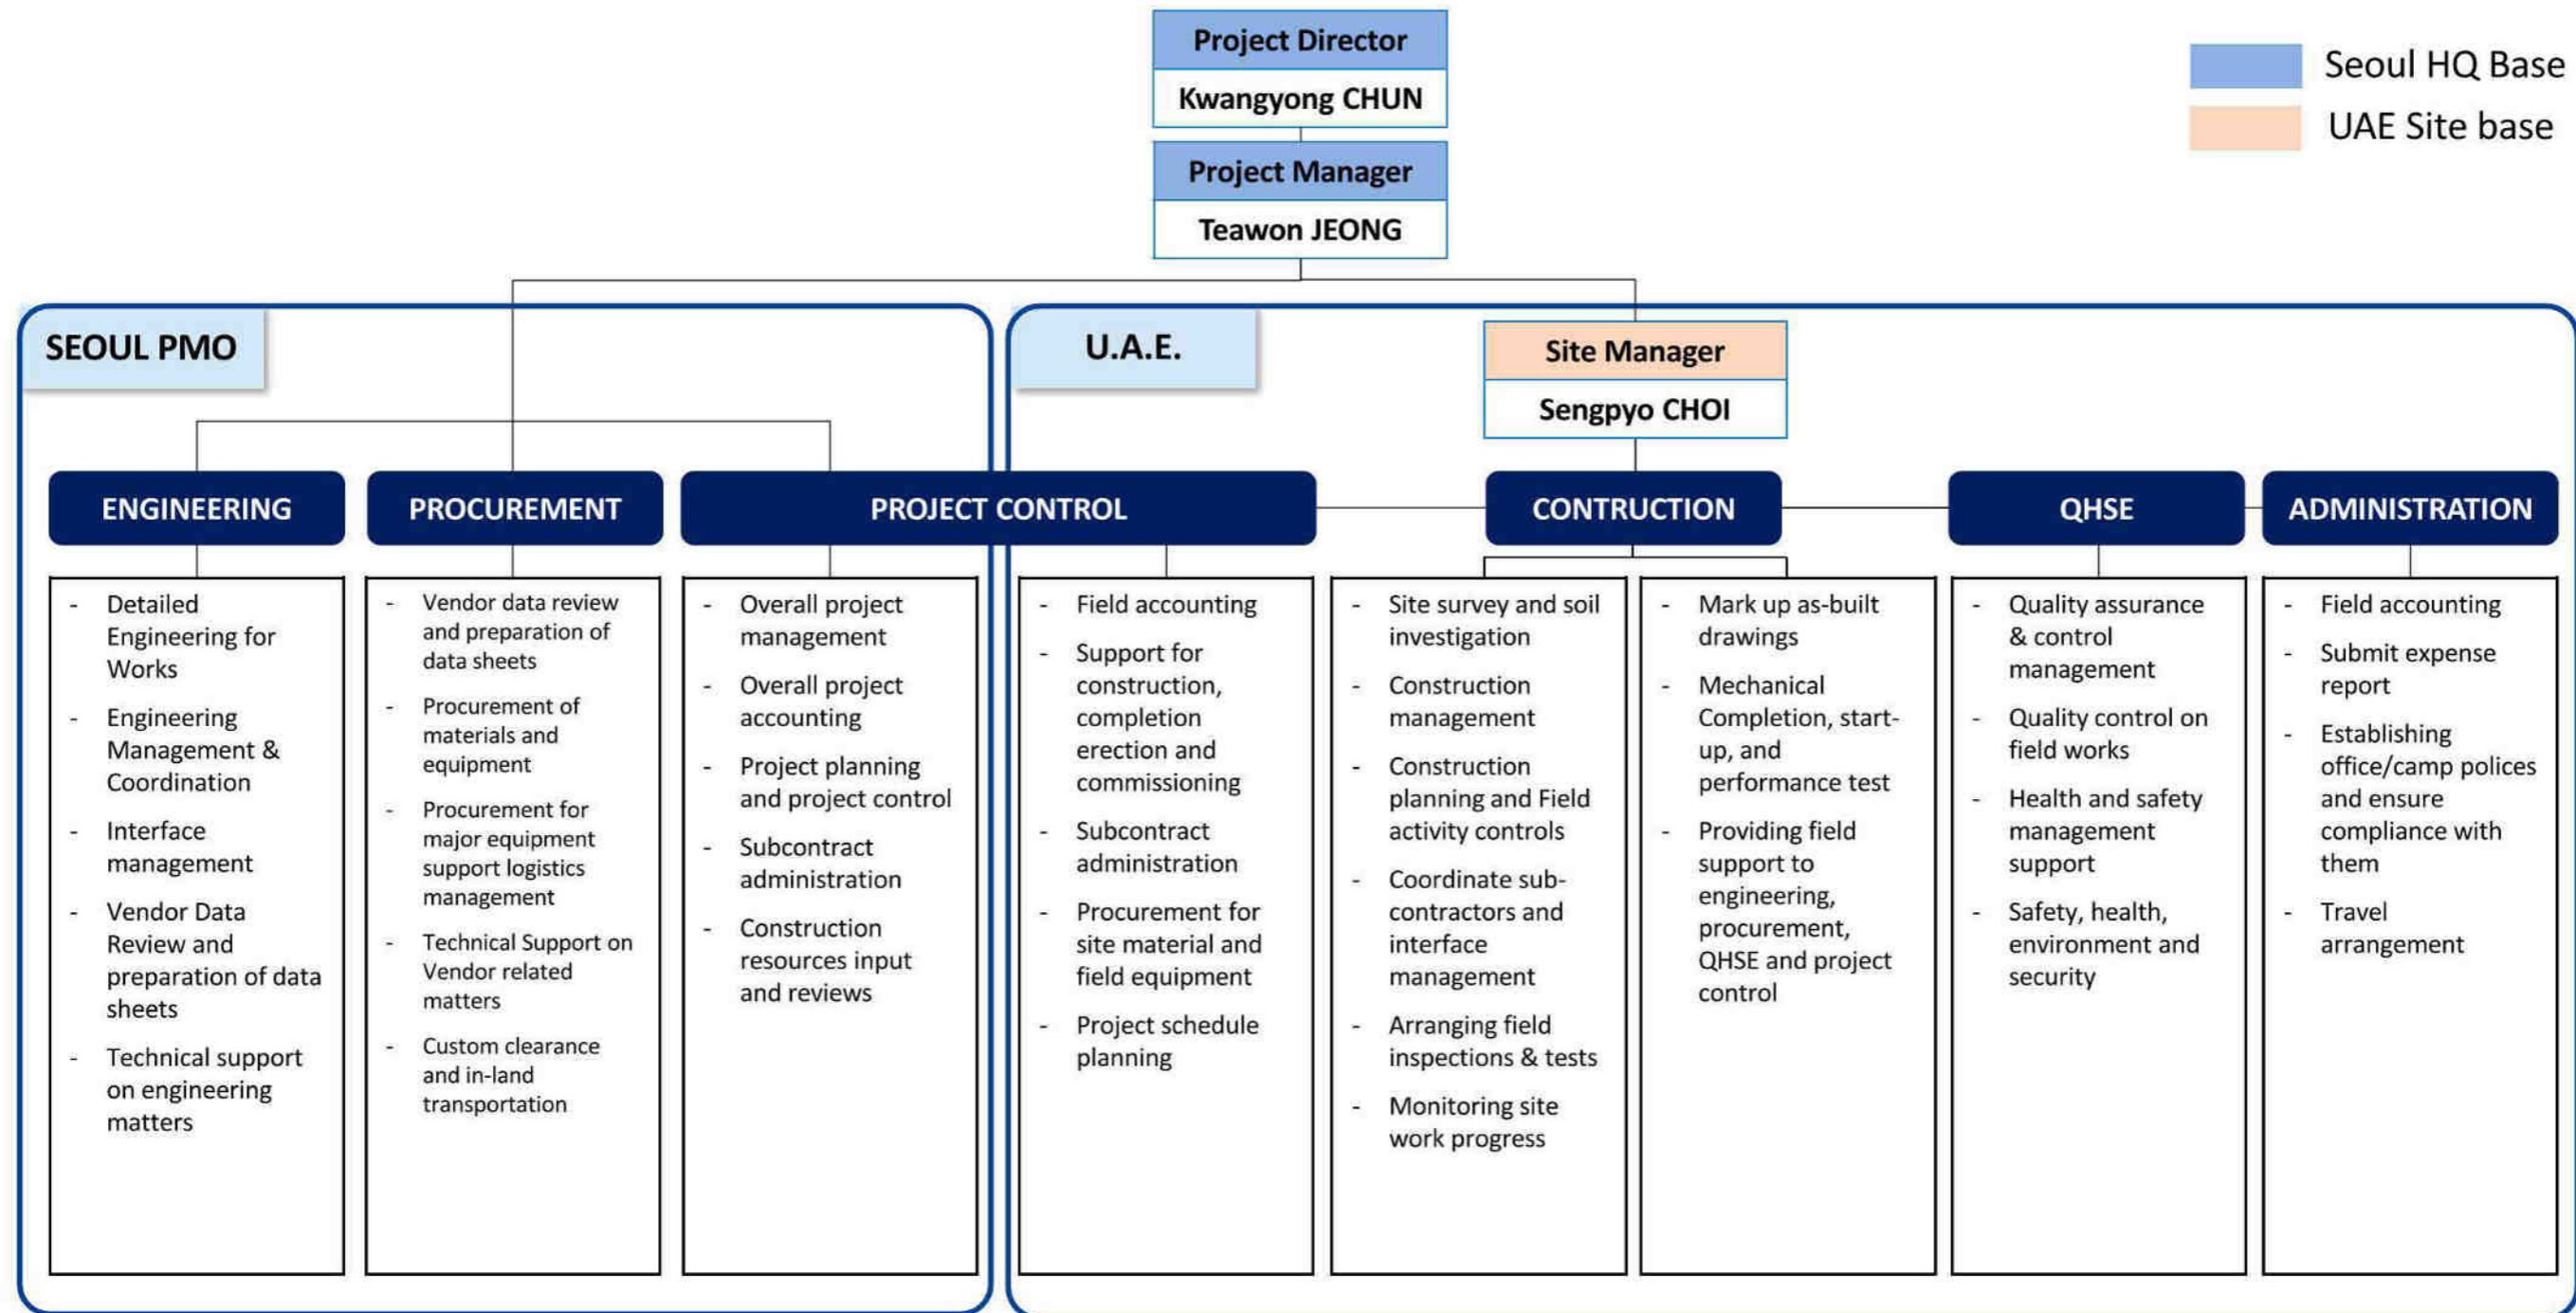 Project Director
Kwangyong CHUN
Project Manager
Teawon JEONG
Seoul HQ Base
UAE Site base
SEOUL PMO
U.A.E.
Site Manager
Sengpyo CHOI
ENGINEERING
PROCUREMENT
PROJECT CONTROL
CONTRUCTION
QHSE
ADMINISTRATION
- Detailed
Engineering for
Works
- Engineering
Management &
Coordination
- Interface
management
- Vendor Data
Review and
preparation of data
sheets
- Technical support
on engineering
matters
- Vendor data review
and preparation of
data sheets
- Procurement of
materials and
equipment
- Procurement for
major equipment
support logistics
management
- Technical Support on
Vendor related
matters
- Custom clearance
and in-land
transportation
- Overall project
management
- Overall project
accounting
- Project planning
and project control
- Subcontract
administration
- Construction
resources input
and reviews
- Field accounting
- Support for
construction,
completion
erection and
commissioning
- Subcontract
administration
- Procurement for
site material and
field equipment
- Project schedule
planning
- Site survey and soil
investigation
- Construction
management
- Construction
planning and Field
activity controls
- Coordinate sub-
contractors and
interface
management
- Arranging field
inspections & tests
- Monitoring site
work progress
- Mark up as-built
drawings
- Mechanical
Completion, start-
up, and
performance test
- Providing field
support to
engineering,
procurement,
QHSE and project
control
- Quality assurance
& control
management
- Quality control on
field works
- Health and safety
management
support
- Safety, health,
environment and
security
- Field accounting
- Submit expense
report
- Establishing
office/camp polices
and ensure
compliance with
them
- Travel
arrangement